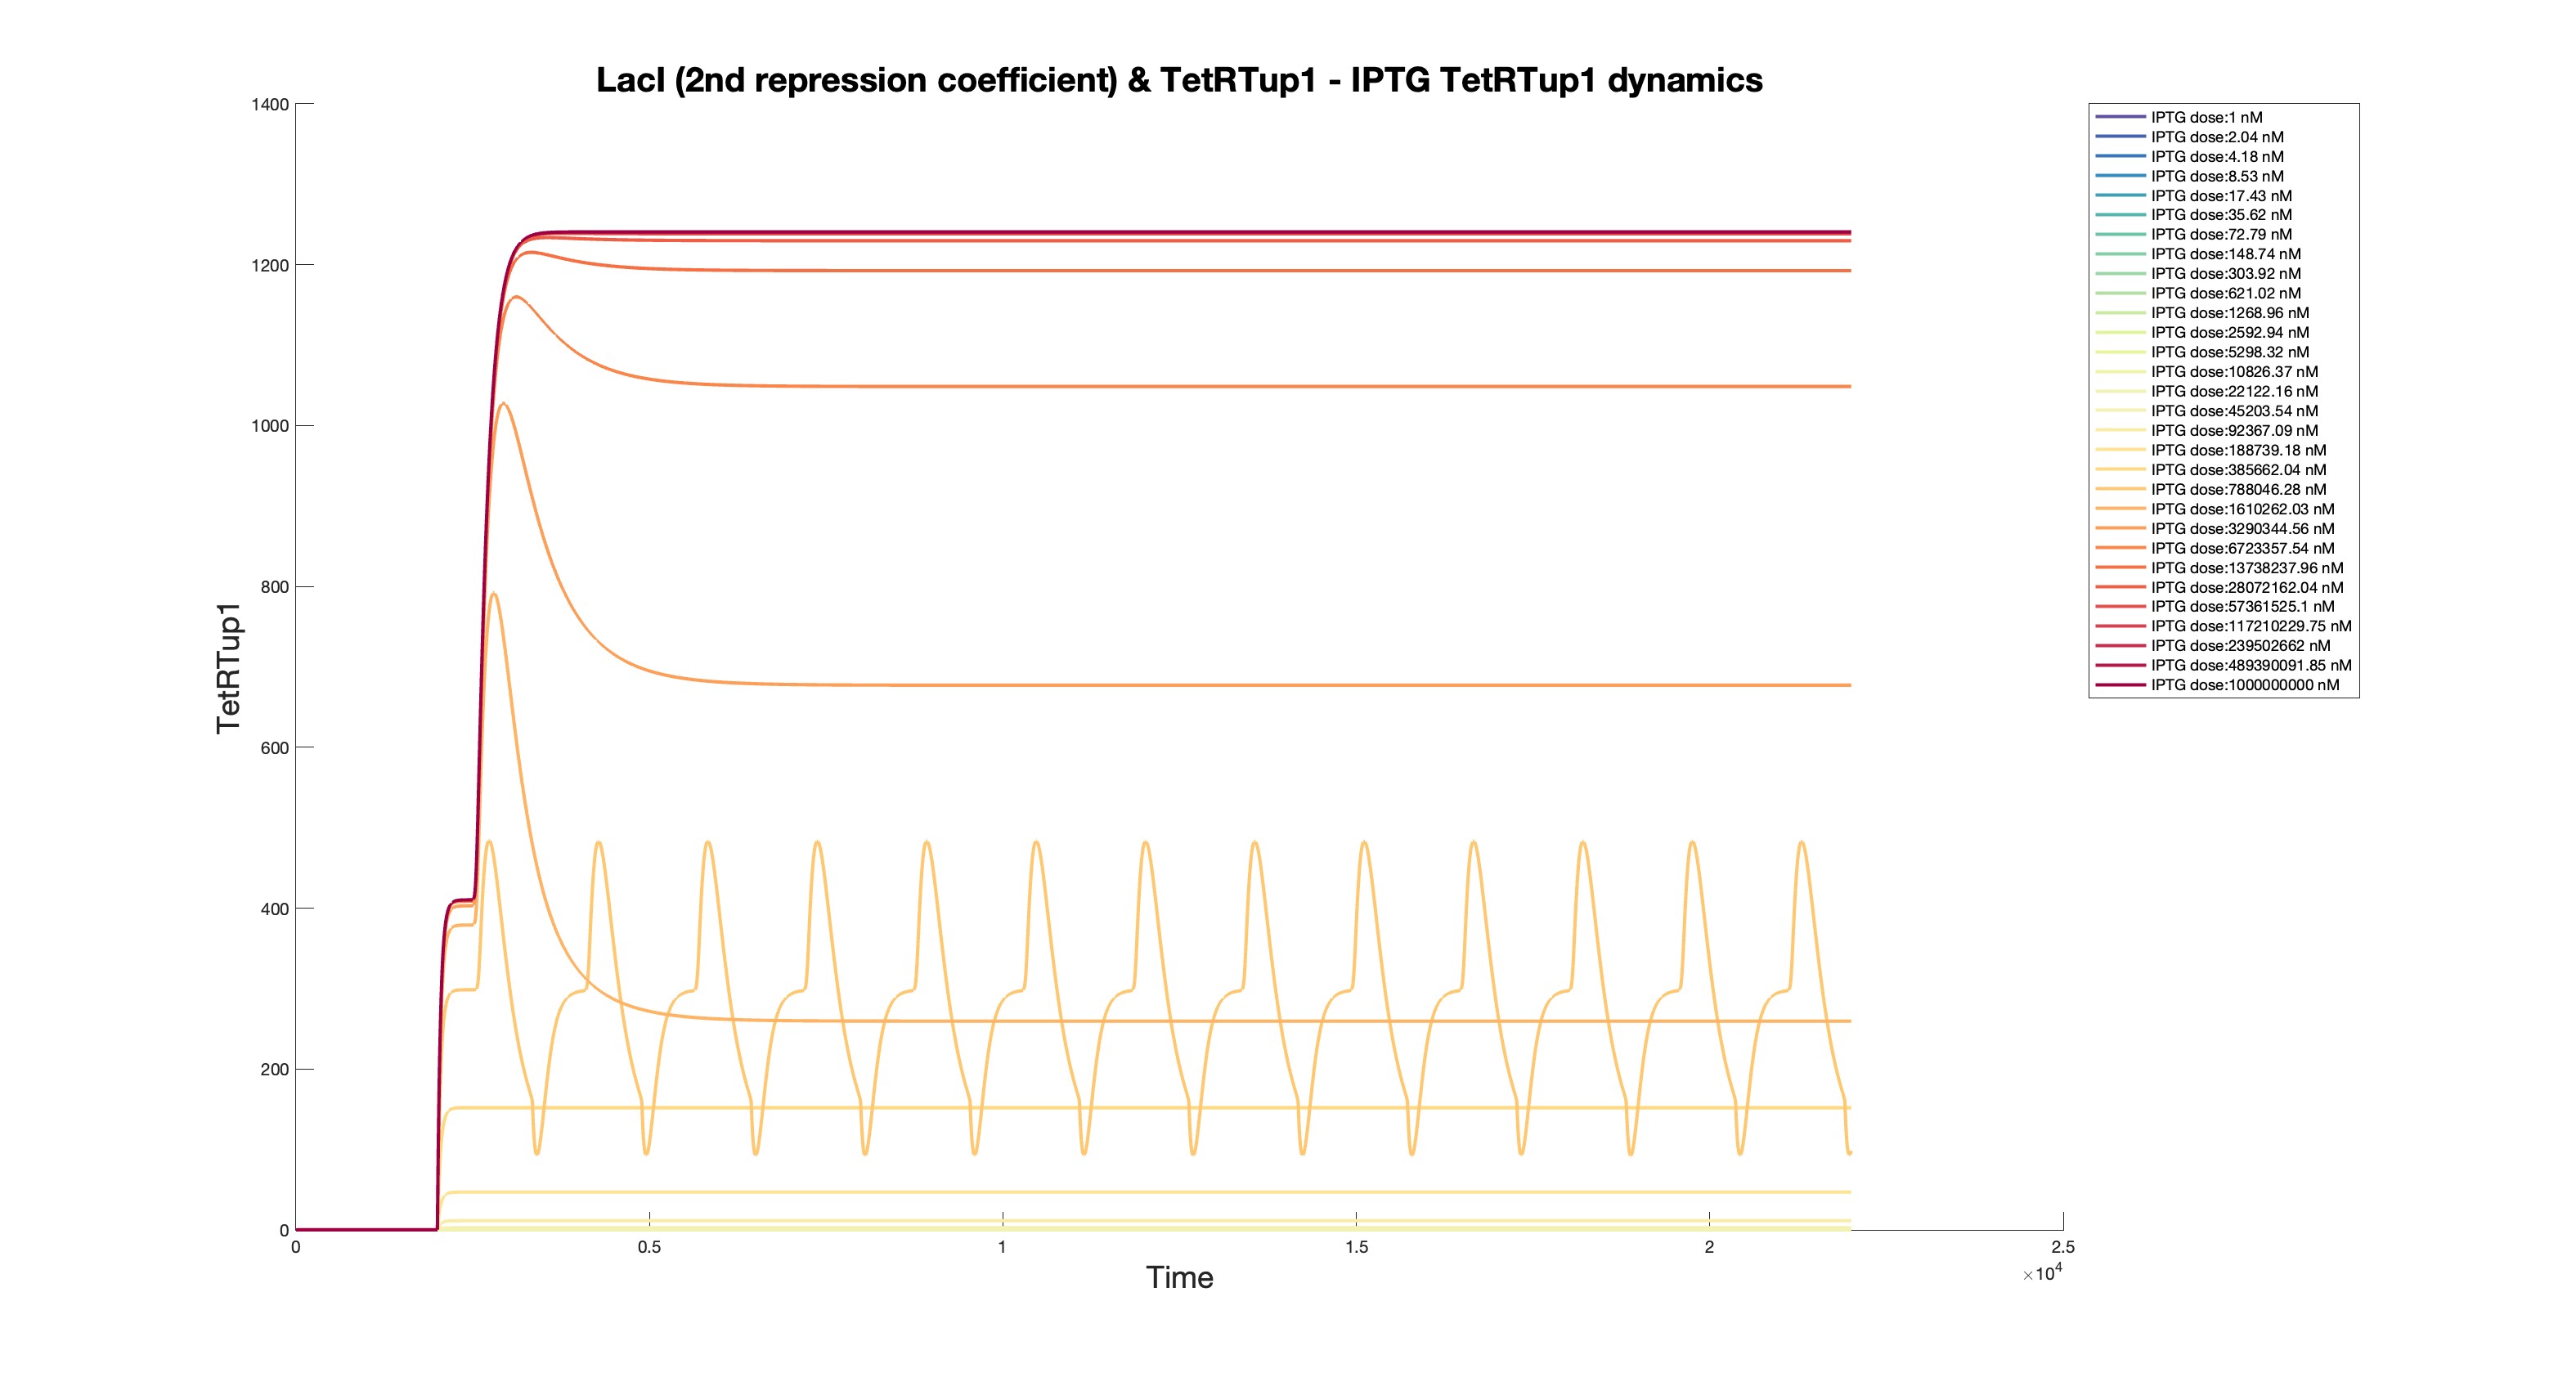 LacI (2nd repression coefficient) & TetRTup1 - IPTG TetRTup1 dynamics
1400
1200
1000
800
600
400
200
0
TetRTup1
0
0.5
1
1.5
2
2.5
×10^4
Time
IPTG dose:1 nM
IPTG dose:2.04 nM
IPTG dose:4.18 nM
IPTG dose:8.53 nM
IPTG dose:17.43 nM
IPTG dose:35.62 nM
IPTG dose:72.79 nM
IPTG dose:148.74 nM
IPTG dose:303.92 nM
IPTG dose:621.02 nM
IPTG dose:1268.96 nM
IPTG dose:2592.94 nM
IPTG dose:5298.32 nM
IPTG dose:10826.37 nM
IPTG dose:22122.16 nM
IPTG dose:45203.54 nM
IPTG dose:92367.09 nM
IPTG dose:188739.18 nM
IPTG dose:385662.04 nM
IPTG dose:788046.28 nM
IPTG dose:1610262.03 nM
IPTG dose:3290344.56 nM
IPTG dose:6723357.54 nM
IPTG dose:13738237.96 nM
IPTG dose:28072162.04 nM
IPTG dose:57361525.1 nM
IPTG dose:117210229.75 nM
IPTG dose:239502662 nM
IPTG dose:489390091.85 nM
IPTG dose:1000000000 nM